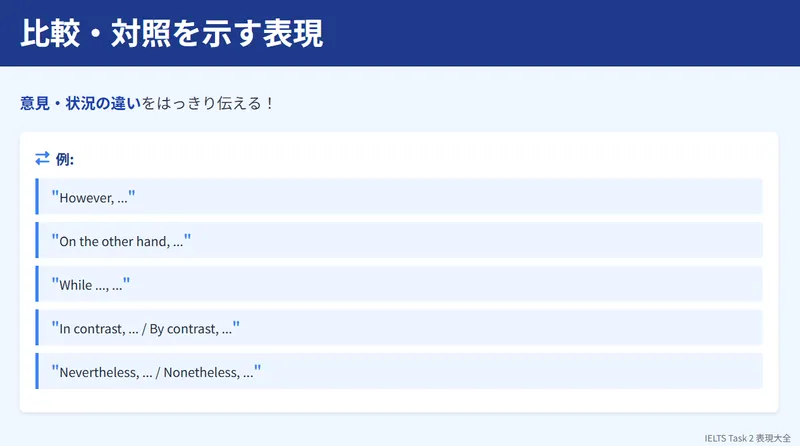 比較・対照を示す表現
意見・状況の違いをはっきり伝える！
例:
"However, ..."
"On the other hand, ..."
"While ..., ..."
"In contrast, ... / By contrast, ..."
"Nevertheless, ... / Nonetheless, ..."
IELTS Task 2 表現大全